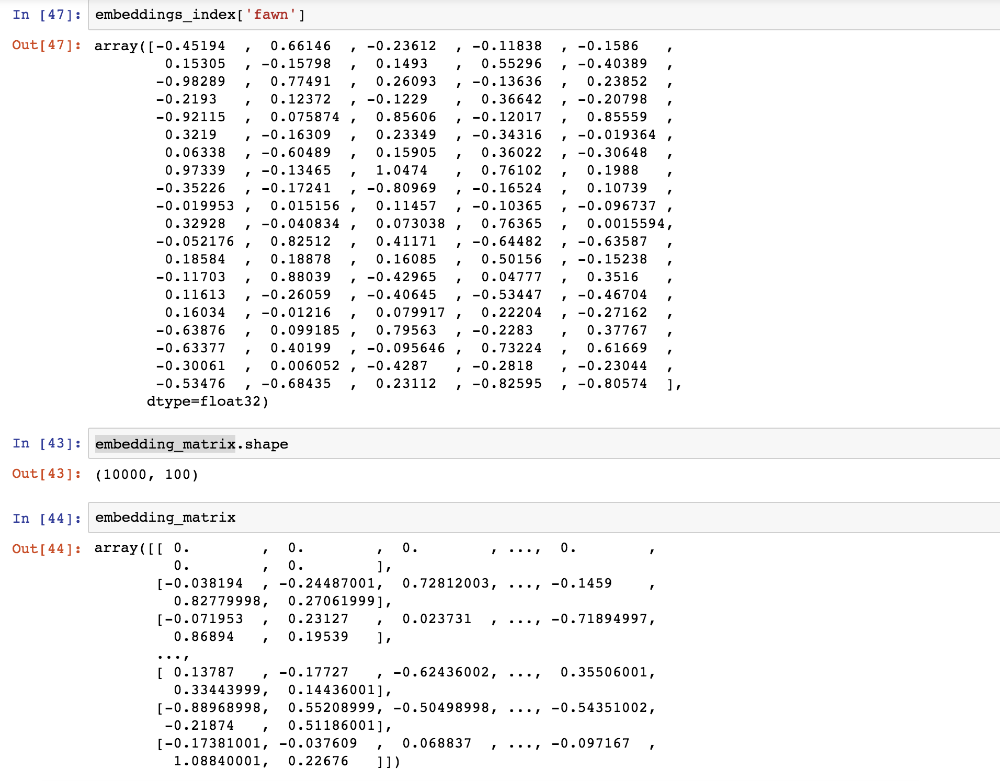 In [47]: embeddings_index['fawn']
Out[47]: array([-0.45194  ,  0.66146  , -0.23612  , -0.11838  , -0.1586   ,
        0.15305  , -0.15798  ,  0.1493   ,  0.55296  , -0.40389  ,
       -0.98289  ,  0.77491  ,  0.26093  , -0.13636  ,  0.23852  ,
       -0.2193   ,  0.12372  , -0.1229   ,  0.36642  , -0.20798  ,
       -0.92115  ,  0.075874 ,  0.85606  , -0.12017  ,  0.85559  ,
        0.3219   , -0.16309  ,  0.23349  , -0.34316  , -0.019364 ,
        0.06338  , -0.60489  ,  0.15905  ,  0.36022  , -0.30648  ,
        0.97339  , -0.13465  ,  1.0474   ,  0.76102  ,  0.1988   ,
       -0.35226  , -0.17241  , -0.80969  , -0.16524  ,  0.10739  ,
       -0.019953 ,  0.015156 ,  0.11457  , -0.10365  , -0.096737 ,
        0.32928  , -0.040834 ,  0.073038 ,  0.76365  ,  0.0015594,
       -0.052176 ,  0.82512  ,  0.41171  , -0.64482  , -0.63587  ,
        0.18584  ,  0.18878  ,  0.16085  ,  0.50156  , -0.15238  ,
       -0.11703  ,  0.88039  , -0.42965  ,  0.04777  ,  0.3516   ,
        0.11613  , -0.26059  , -0.40645  , -0.53447  , -0.46704  ,
        0.16034  , -0.01216  ,  0.079917 ,  0.22204  , -0.27162  ,
       -0.63876  ,  0.099185 ,  0.79563  , -0.2283   ,  0.37767  ,
       -0.63377  ,  0.40199  , -0.095646 ,  0.73224  ,  0.61669  ,
       -0.30061  ,  0.006052 , -0.4287   , -0.2818   , -0.23044  ,
       -0.53476  , -0.68435  ,  0.23112  , -0.82595  , -0.80574  ],
      dtype=float32)
In [43]: embedding_matrix.shape
Out[43]: (10000, 100)
In [44]: embedding_matrix
Out[44]: array([[ 0.        ,  0.        ,  0.        , ...,  0.        ,
         0.        ,  0.        ],
       [-0.038194  , -0.24487001,  0.72812003, ..., -0.1459    ,
         0.82779998,  0.27061999],
       [-0.071953  ,  0.23127   ,  0.023731  , ..., -0.71894997,
         0.86894   ,  0.19539   ],
       ...,
       [ 0.13787   , -0.17727   , -0.62436002, ...,  0.35506001,
         0.33443999,  0.14436001],
       [-0.88968998,  0.55208999, -0.50498998, ..., -0.54351002,
        -0.21874   ,  0.51186001],
       [-0.17381001, -0.037609  ,  0.068837  , ..., -0.097167  ,
         1.08840001,  0.22676   ]])